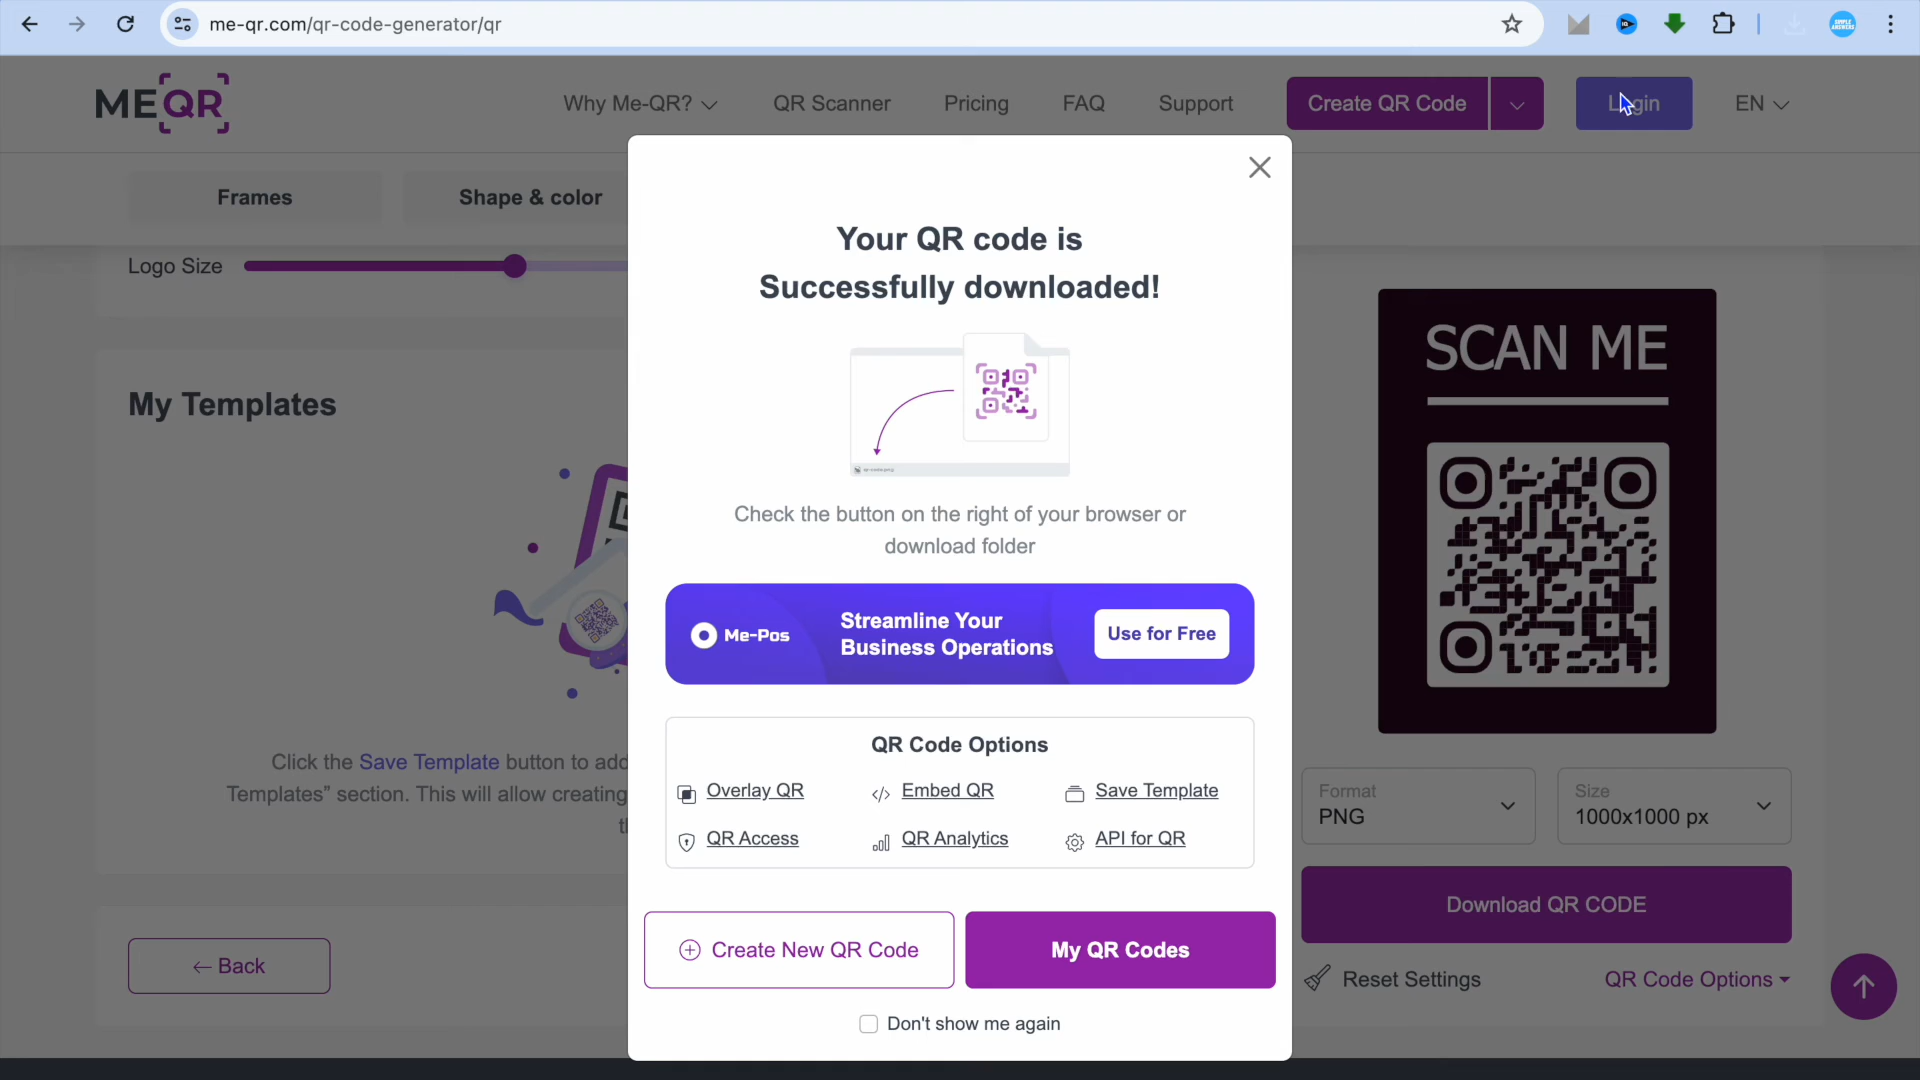 me-qr.com/qr-code-generator/qr
MEQR
Why Me-QR?
QR Scanner
Pricing
FAQ
Support
Create QR Code
Login
EN
Frames
Shape & color
Logo Size
My Templates
Click the Save Template button to add
Templates” section. This will allow creating
← Back
Your QR code is
Successfully downloaded!
Check the button on the right of your browser or
download folder
Me-Pos
Streamline Your
Business Operations
Use for Free
QR Code Options
Overlay QR
Embed QR
Save Template
QR Access
QR Analytics
API for QR
Create New QR Code
My QR Codes
Don't show me again
SCAN ME
Format
PNG
Size
1000x1000 px
Download QR CODE
Reset Settings
QR Code Options